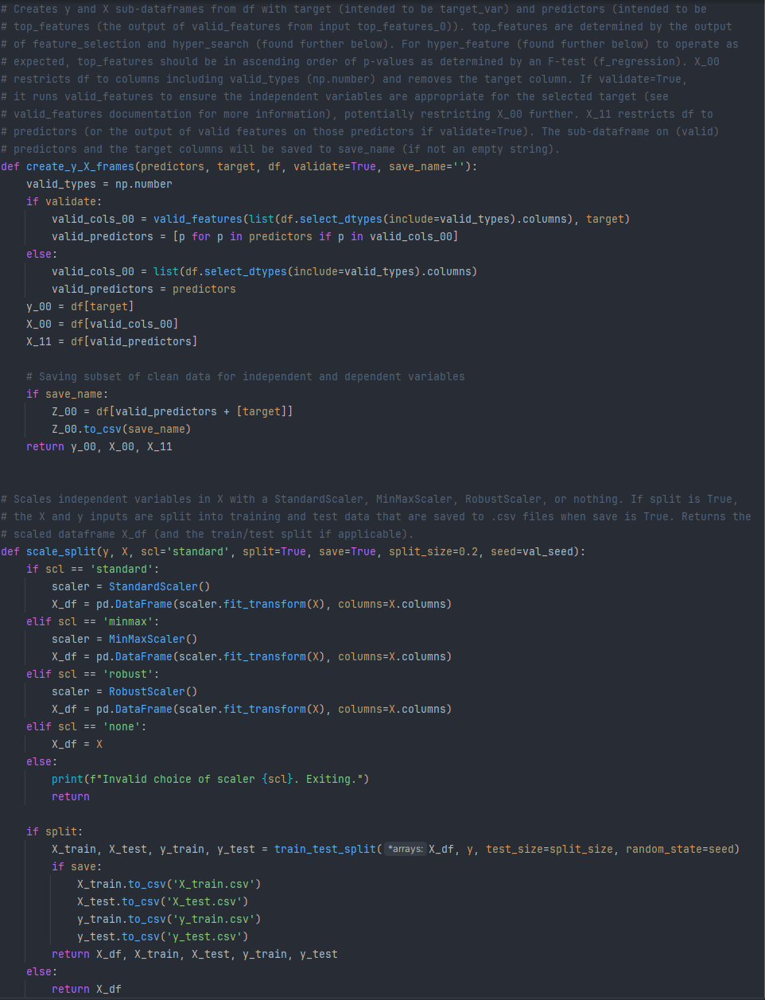 # Creates y and X sub-dataframes from df with target (intended to be target_var) and predictors (intended to be
# top_features (the output of valid_features from input top_features_0)). top_features are determined by the output
# of feature_selection and hyper_search (found further below). For hyper_feature (found further below) to operate as
# expected, top_features should be in ascending order of p-values as determined by an F-test (f_regression). X_00
# restricts df to columns including valid_types (np.number) and removes the target column. If validate=True,
# it runs valid_features to ensure the independent variables are appropriate for the selected target (see
# valid_features documentation for more information), potentially restricting X_00 further. X_11 restricts df to
# predictors (or the output of valid features on those predictors if validate=True). The sub-dataframe on (valid)
# predictors and the target columns will be saved to save_name (if not an empty string).
def create_y_X_frames(predictors, target, df, validate=True, save_name=''):
    valid_types = np.number
    if validate:
        valid_cols_00 = valid_features(list(df.select_dtypes(include=valid_types).columns), target)
        valid_predictors = [p for p in predictors if p in valid_cols_00]
    else:
        valid_cols_00 = list(df.select_dtypes(include=valid_types).columns)
        valid_predictors = predictors
    y_00 = df[target]
    X_00 = df[valid_cols_00]
    X_11 = df[valid_predictors]

    # Saving subset of clean data for independent and dependent variables
    if save_name:
        Z_00 = df[valid_predictors + [target]]
        Z_00.to_csv(save_name)
    return y_00, X_00, X_11


# Scales independent variables in X with a StandardScaler, MinMaxScaler, RobustScaler, or nothing. If split is True,
# the X and y inputs are split into training and test data that are saved to .csv files when save is True. Returns the
# scaled dataframe X_df (and the train/test split if applicable).
def scale_split(y, X, scl='standard', split=True, save=True, split_size=0.2, seed=val_seed):
    if scl == 'standard':
        scaler = StandardScaler()
        X_df = pd.DataFrame(scaler.fit_transform(X), columns=X.columns)
    elif scl == 'minmax':
        scaler = MinMaxScaler()
        X_df = pd.DataFrame(scaler.fit_transform(X), columns=X.columns)
    elif scl == 'robust':
        scaler = RobustScaler()
        X_df = pd.DataFrame(scaler.fit_transform(X), columns=X.columns)
    elif scl == 'none':
        X_df = X
    else:
        print(f"Invalid choice of scaler {scl}. Exiting.")
        return

    if split:
        X_train, X_test, y_train, y_test = train_test_split( *arrays: X_df, y, test_size=split_size, random_state=seed)
        if save:
            X_train.to_csv('X_train.csv')
            X_test.to_csv('X_test.csv')
            y_train.to_csv('y_train.csv')
            y_test.to_csv('y_test.csv')
        return X_df, X_train, X_test, y_train, y_test
    else:
        return X_df